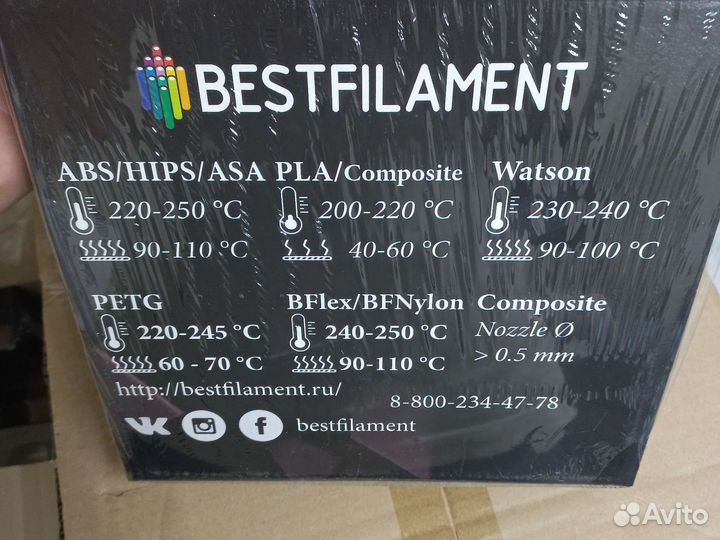 BESTFILAMENT
ABS/HIPS/ASA PLA/Composite Watson
220-250 °C 200-220 °C 230-240 °C
90-110 °C 40-60 °C 90-100 °C
PETG BFlex/BFNylon Composite
220-245 °C 240-250 °C Nozzle Ø
60 - 70 °C 90-110 °C > 0.5 mm
http://bestfilament.ru/ 8-800-234-47-78
bestfilament
Avito